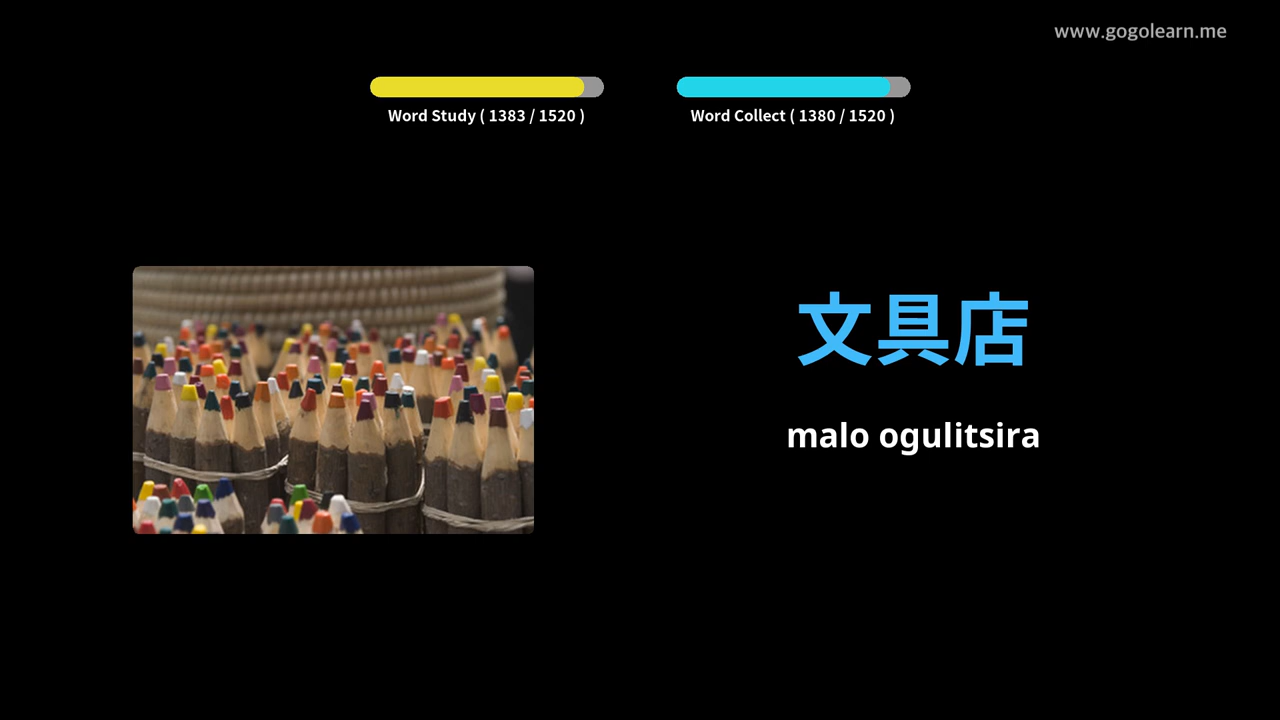 www.gogolearn.me
Word Study ( 1383 / 1520 )
Word Collect ( 1380 / 1520 )
文具店
malo ogulitsira